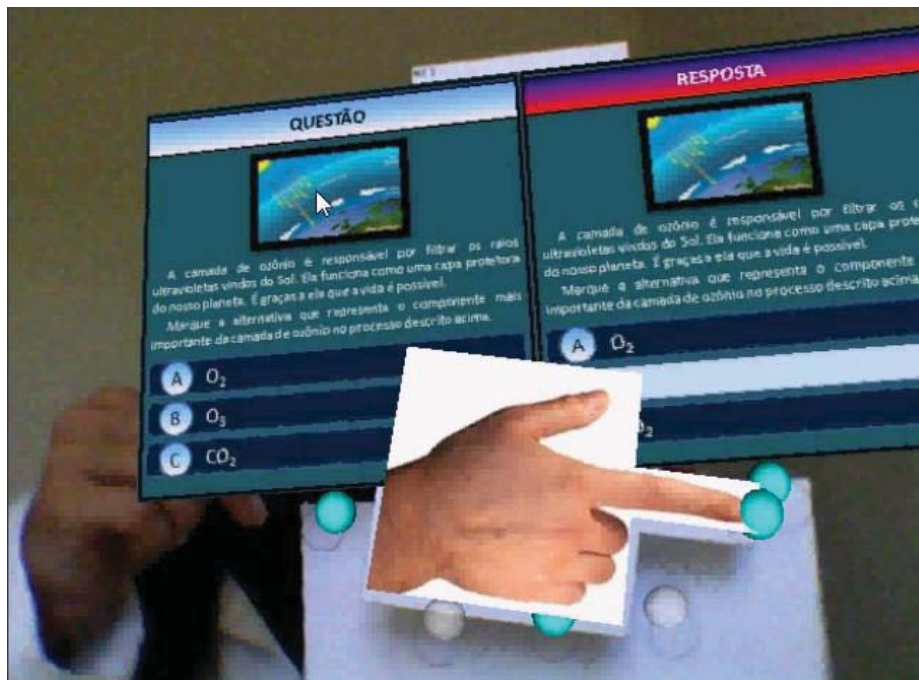 QUESTÃO
A camada de ozônio é responsável por filtrar os raios
ultravioletas vindos do Sol. Ela funciona como uma capa protetora
do nosso planeta. É graças a ela que a vida é possível.
Marque a alternativa que representa o componente mais
importante da camada de ozônio no processo descrito acima.
A O₂
B O₃
C CO₂
RESPOSTA
A camada de ozônio é responsável por filtrar os
ultravioletas vindos do Sol. Ela funciona como uma capa
do nosso planeta. É graças a ela que a vida é possível.
Marque a alternativa que representa o componente
importante da camada de ozônio no processo descrito
A O₂